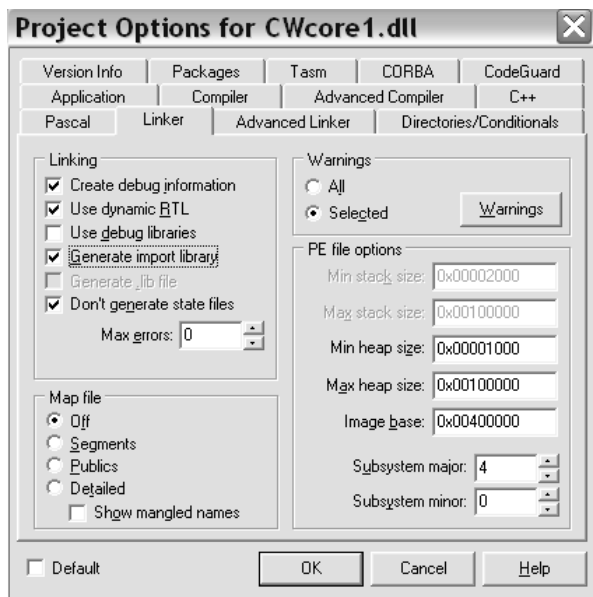 Project Options for CWcore1.dll
Version Info
Packages
Tasm
CORBA
CodeGuard
Application
Compiler
Advanced Compiler
C++
Pascal
Linker
Advanced Linker
Directories/Conditionals
Linking
Create debug information
Use dynamic RTL
Use debug libraries
Generate import library
Generate .lib file
Don't generate state files
Max errors: 0
Map file
Off
Segments
Publics
Detailed
Show mangled names
Warnings
All
Selected
Warnings
PE file options
Min stack size: 0x00002000
Max stack size: 0x00100000
Min heap size: 0x00001000
Max heap size: 0x00100000
Image base: 0x00400000
Subsystem major: 4
Subsystem minor: 0
Default
OK
Cancel
Help